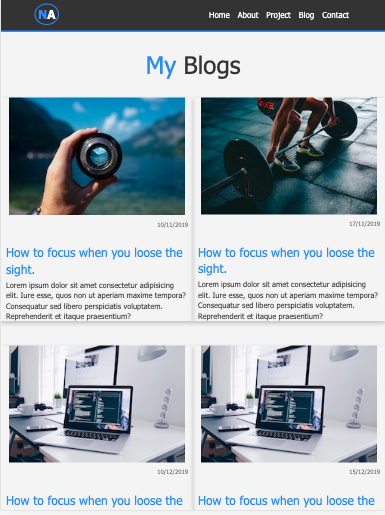 NA
Home About Project Blog Contact
My Blogs
10/11/2019
How to focus when you loose the
sight.
Lorem ipsum dolor sit amet consectetur adipisicing
elit. Iure esse, quos non ut aperiam maxime tempora?
Consequatur sed libero perspiciatis voluptatem.
Reprehenderit et itaque praesentium?
17/11/2019
How to focus when you loose the
sight.
Lorem ipsum dolor sit amet consectetur adipisicing
elit. Iure esse, quos non ut aperiam maxime tempora?
Consequatur sed libero perspiciatis voluptatem.
Reprehenderit et itaque praesentium?
10/12/2019
How to focus when you loose the
15/12/2019
How to focus when you loose the